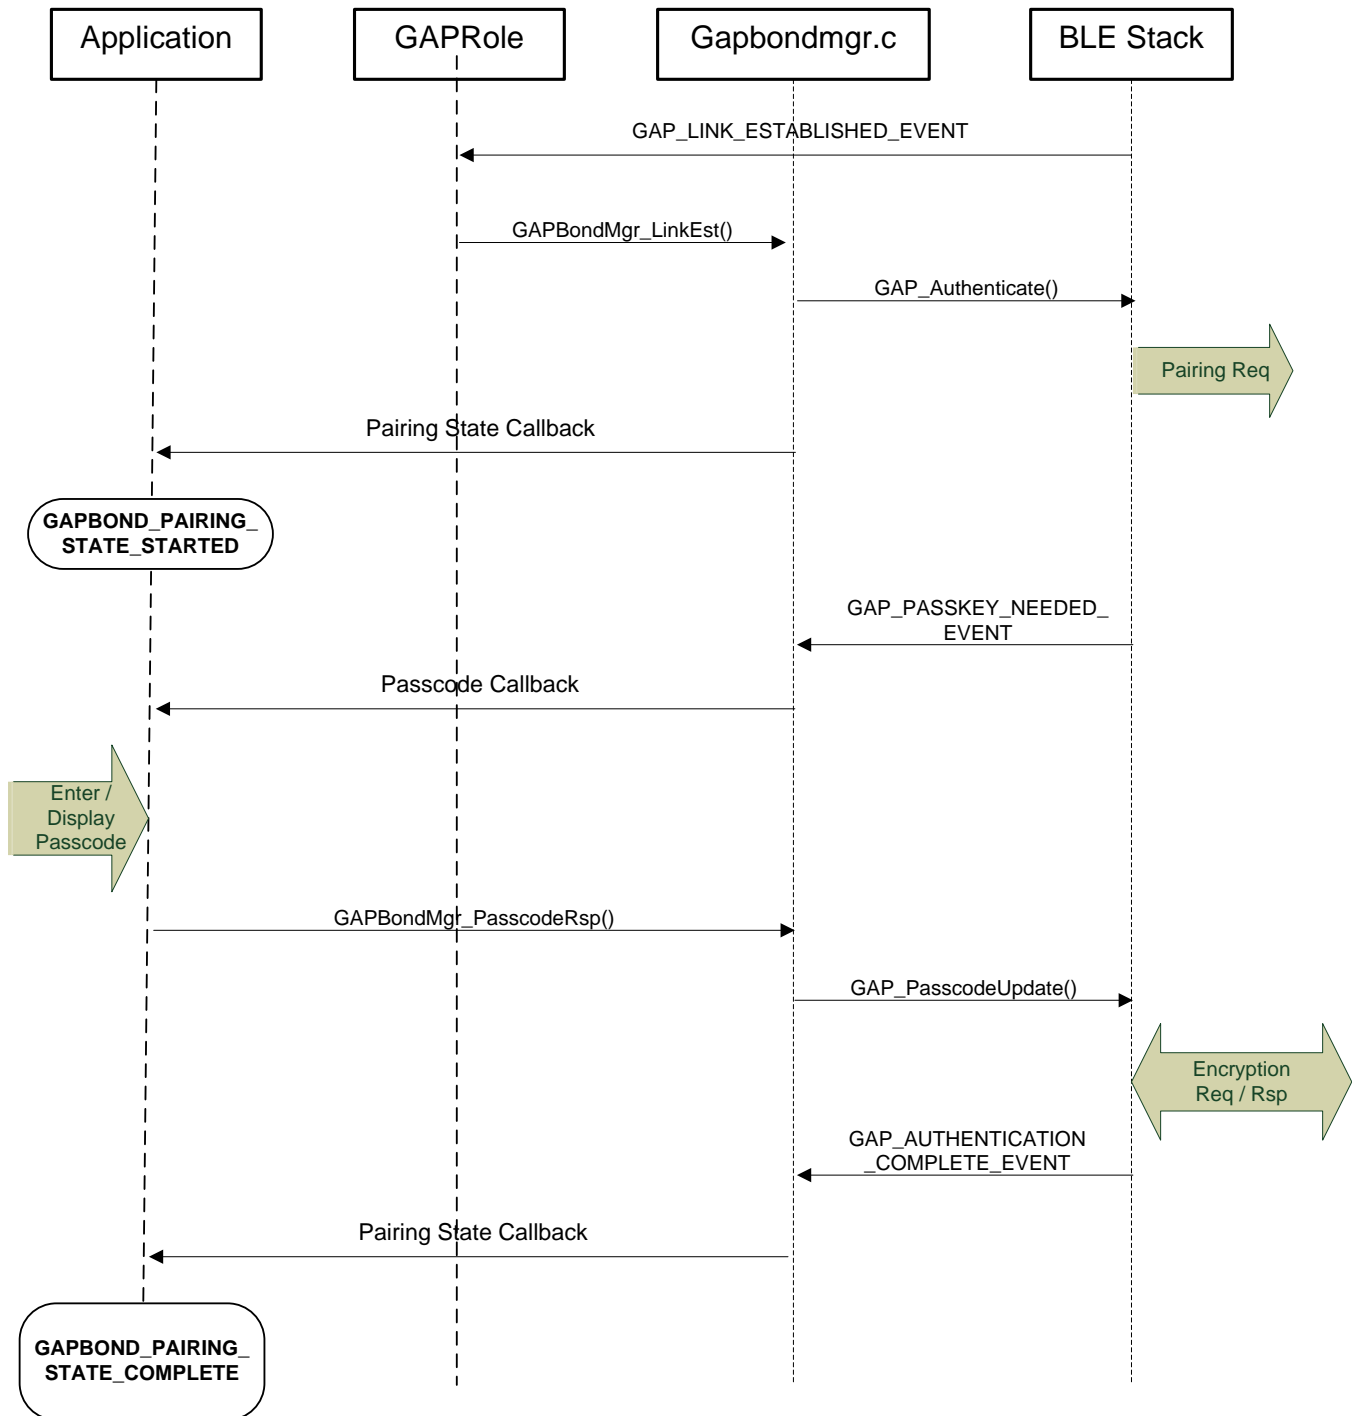 Application
GAPRole
Gapbondmgr.c
BLE Stack
GAP_LINK_ESTABLISHED_EVENT
GAPBondMgr_LinkEst()
GAP_Authenticate()
Pairing Req
Pairing State Callback
GAPBOND_PAIRING_
STATE_STARTED
GAP_PASSKEY_NEEDED_
EVENT
Passcode Callback
Enter /
Display
Passcode
GAPBondMgr_PasscodeRsp()
GAP_PasscodeUpdate()
Encryption
Req / Rsp
GAP_AUTHENTICATION
_COMPLETE_EVENT
Pairing State Callback
GAPBOND_PAIRING_
STATE_COMPLETE